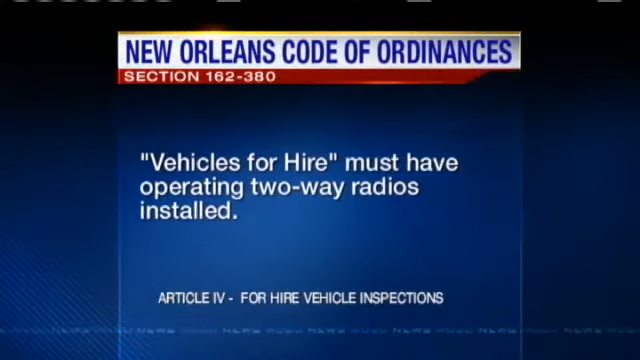 NEW ORLEANS CODE OF ORDINANCES
SECTION 162-380
"Vehicles for Hire" must have
operating two-way radios
installed.
ARTICLE IV - FOR HIRE VEHICLE INSPECTIONS